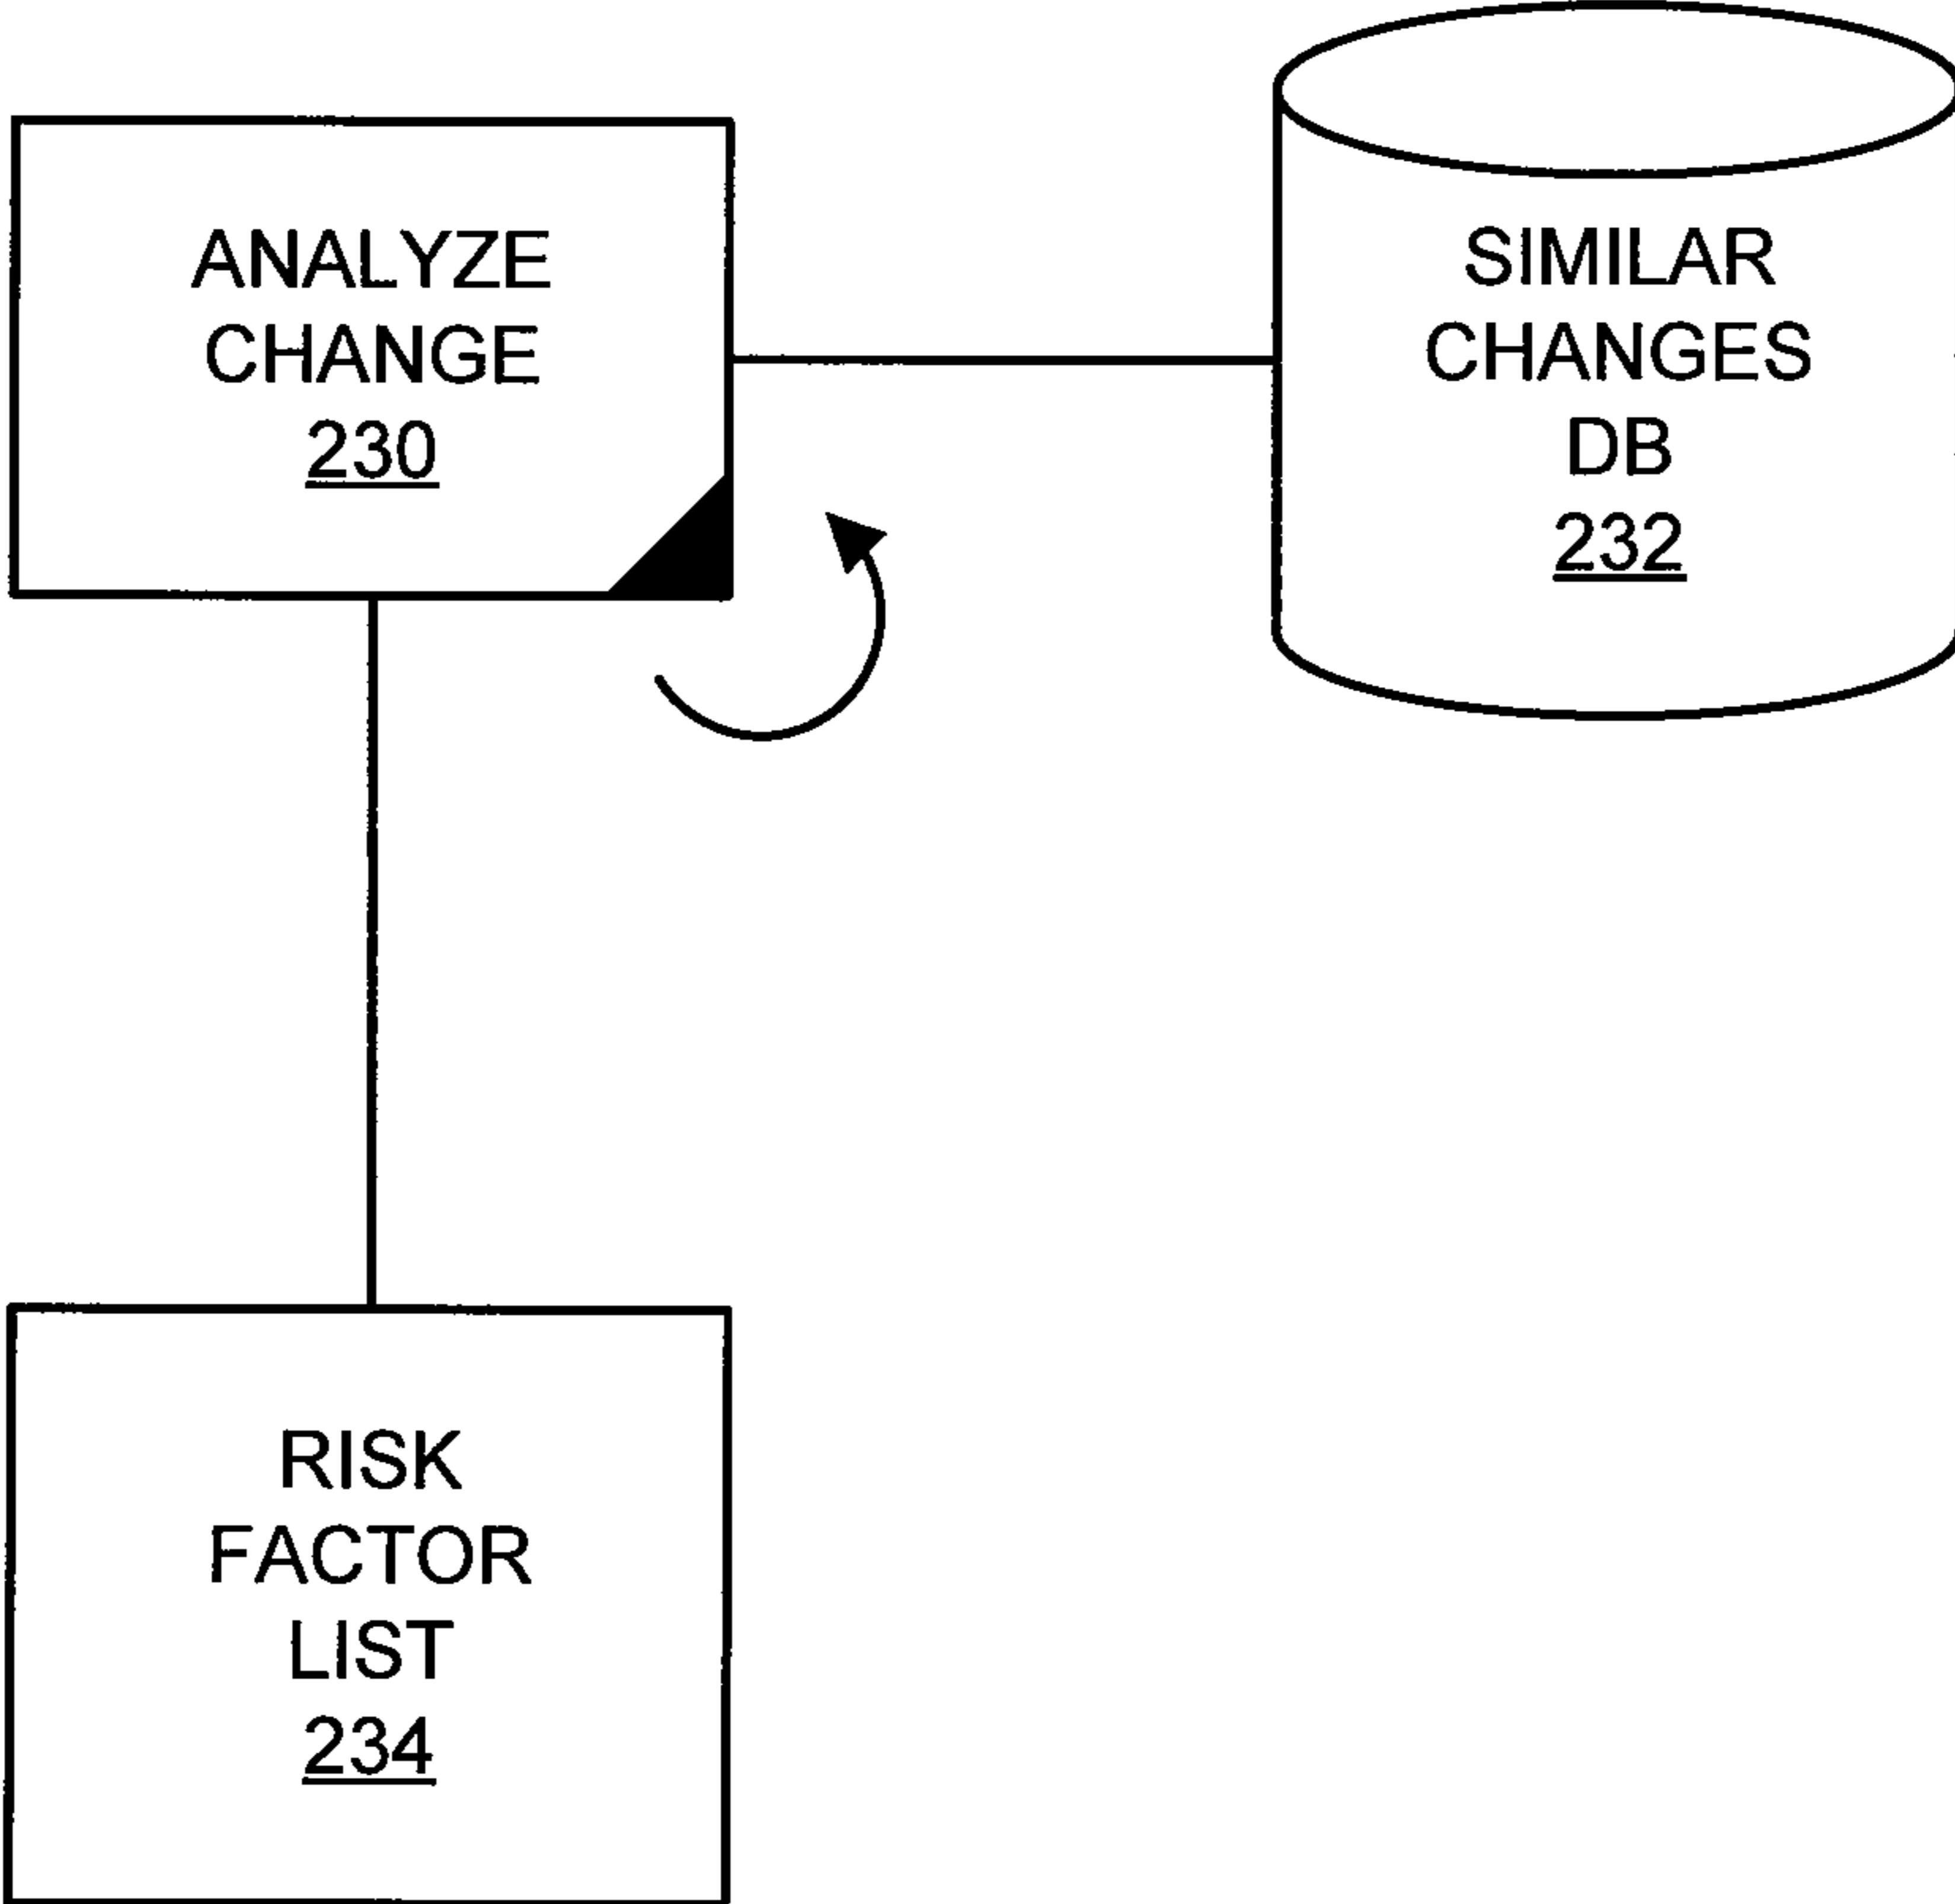 ANALYZE
CHANGE
230
SIMILAR
CHANGES
DB
232
RISK
FACTOR
LIST
234